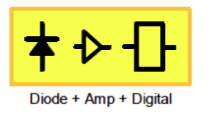 Diode + Amp + Digital